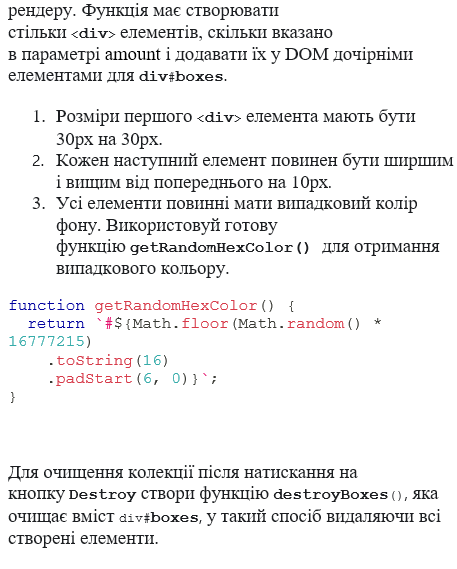 рендеру. Функція має створювати
стільки <div> елементів, скільки вказано
в параметрі amount і додавати їх у DOM дочірніми
елементами для div#boxes.
1. Розміри першого <div> елемента мають бути
30px на 30px.
2. Кожен наступний елемент повинен бути ширшим
і вищим від попереднього на 10px.
3. Усі елементи повинні мати випадковий колір
фону. Використовуй готову
функцію getRandomHexColor() для отримання
випадкового кольору.
function getRandomHexColor() {
  return `#${Math.floor(Math.random() *
16777215)
    .toString(16)
    .padStart(6, 0)}`;
}
Для очищення колекції після натискання на
кнопку Destroy створи функцію destroyBoxes(), яка
очищає вміст div#boxes, у такий спосіб видаляючи всі
створені елементи.